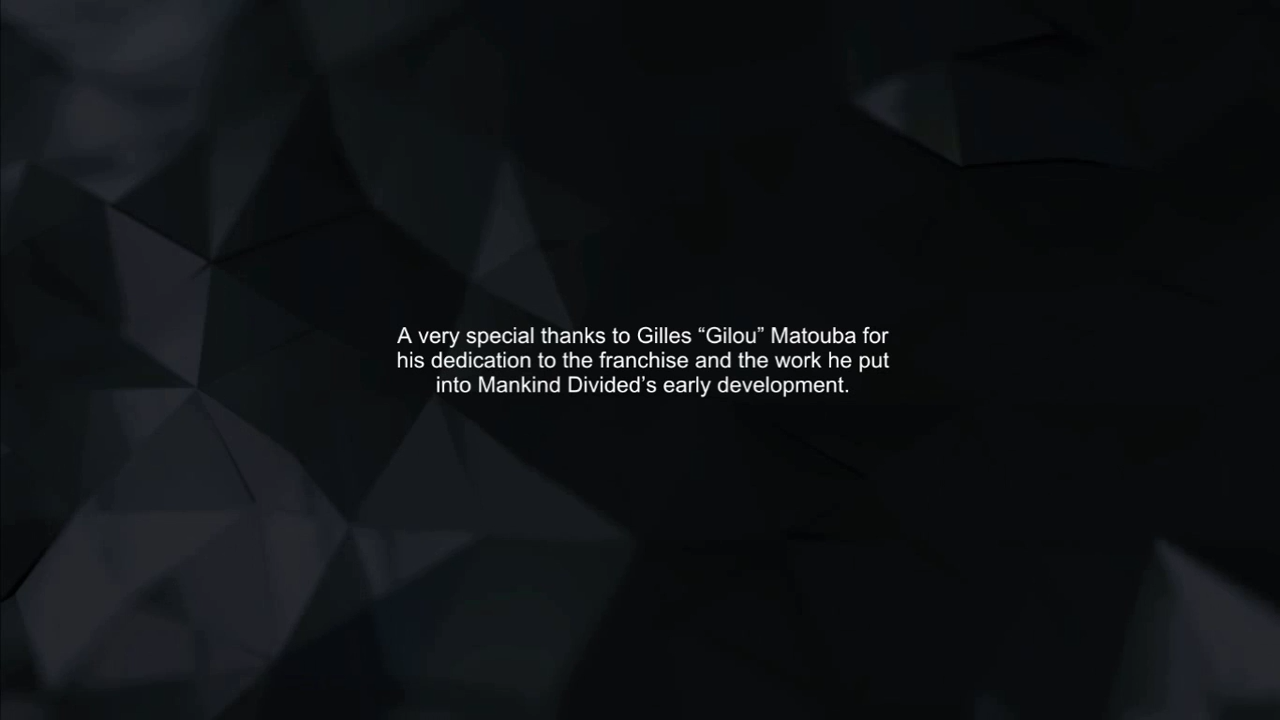 A very special thanks to Gilles “Gilou” Matouba for
his dedication to the franchise and the work he put
into Mankind Divided’s early development.